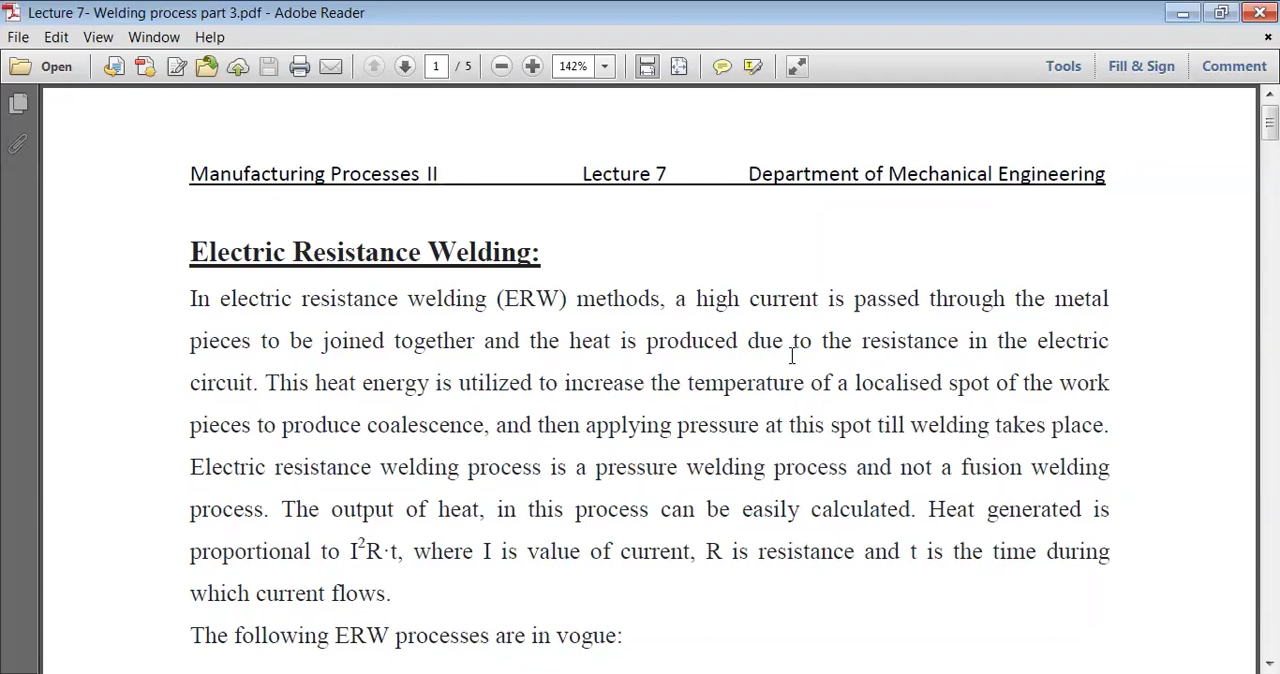 Lecture 7- Welding process part 3.pdf - Adobe Reader
File Edit View Window Help
Open 1 / 5 142% Tools Fill & Sign Comment
Manufacturing Processes II Lecture 7 Department of Mechanical Engineering
Electric Resistance Welding:
In electric resistance welding (ERW) methods, a high current is passed through the metal
pieces to be joined together and the heat is produced due to the resistance in the electric
circuit. This heat energy is utilized to increase the temperature of a localised spot of the work
pieces to produce coalescence, and then applying pressure at this spot till welding takes place.
Electric resistance welding process is a pressure welding process and not a fusion welding
process. The output of heat, in this process can be easily calculated. Heat generated is
proportional to I²R·t, where I is value of current, R is resistance and t is the time during
which current flows.
The following ERW processes are in vogue: